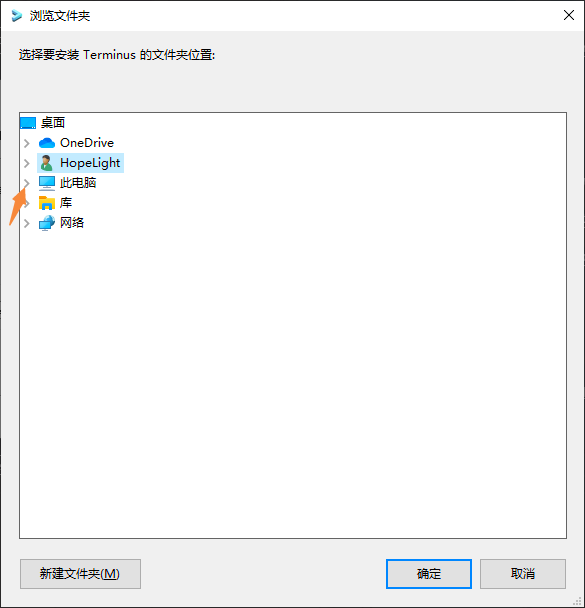 浏览文件夹
选择要安装 Terminus 的文件夹位置:
桌面
OneDrive
HopeLight
此电脑
库
网络
新建文件夹(M)
确定
取消